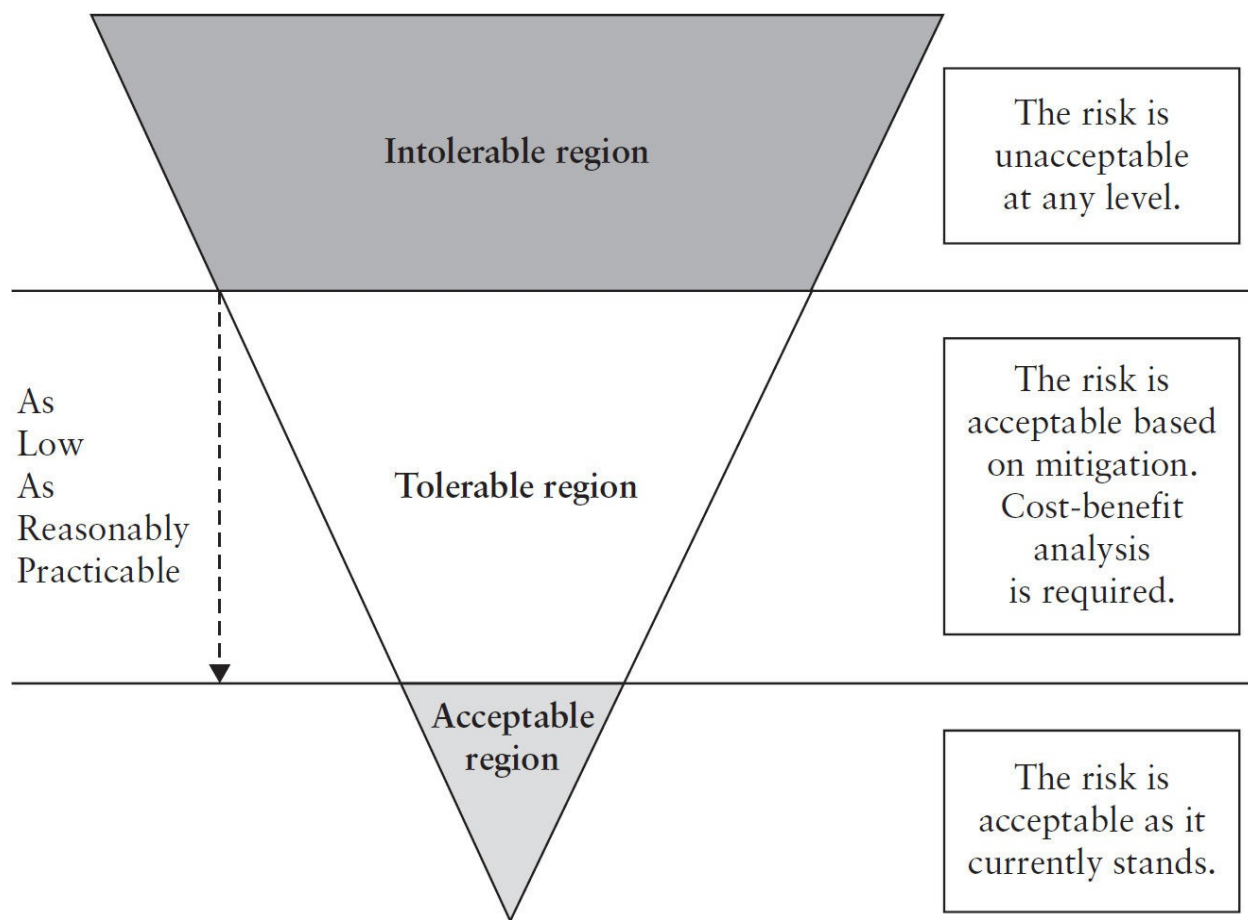 Intolerable region
The risk is
unacceptable
at any level.
As
Low
As
Reasonably
Practicable
Tolerable region
The risk is
acceptable based
on mitigation.
Cost-benefit
analysis
is required.
Acceptable
region
The risk is
acceptable as it
currently stands.